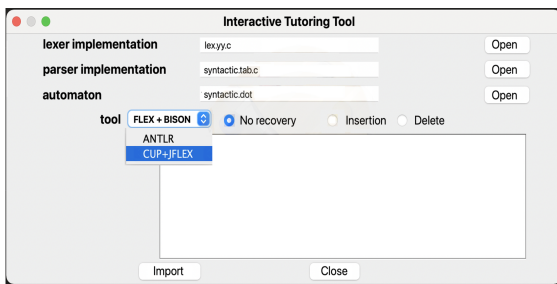 Interactive Tutoring Tool
lexer implementation lex.yy.c Open
parser implementation syntactic.tab.c Open
automaton syntactic.dot Open
tool FLEX + BISON No recovery Insertion Delete
ANTLR
CUP+JFLEX
Import Close